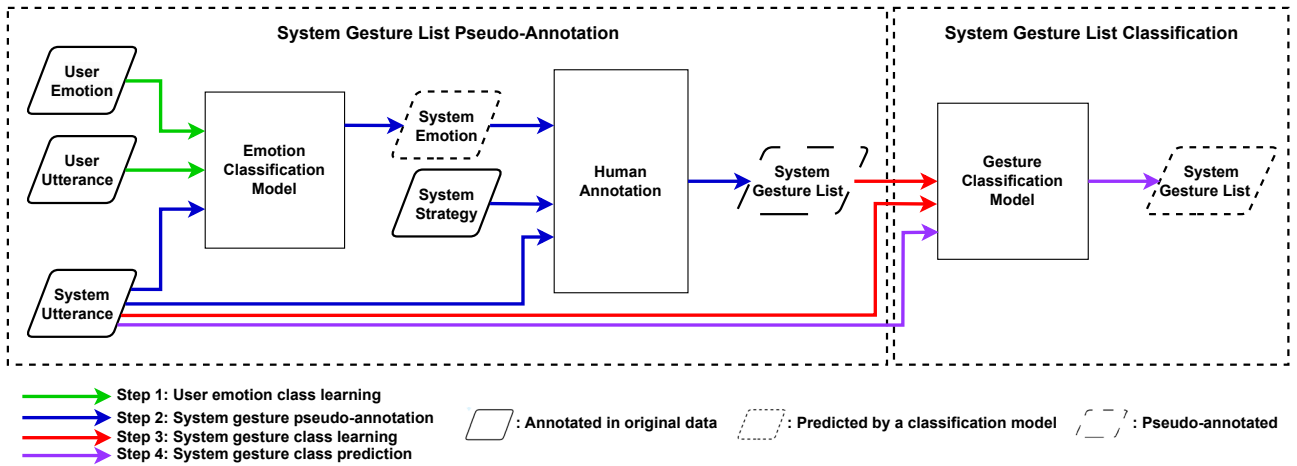 System Gesture List Pseudo-Annotation
System Gesture List Classification
User
Emotion
User
Utterance
System
Utterance
Emotion
Classification
Model
System
Emotion
System
Strategy
Human
Annotation
System
Gesture List
Gesture
Classification
Model
System
Gesture List
Step 1: User emotion class learning
Step 2: System gesture pseudo-annotation
Step 3: System gesture class learning
Step 4: System gesture class prediction
: Annotated in original data
: Predicted by a classification model
: Pseudo-annotated